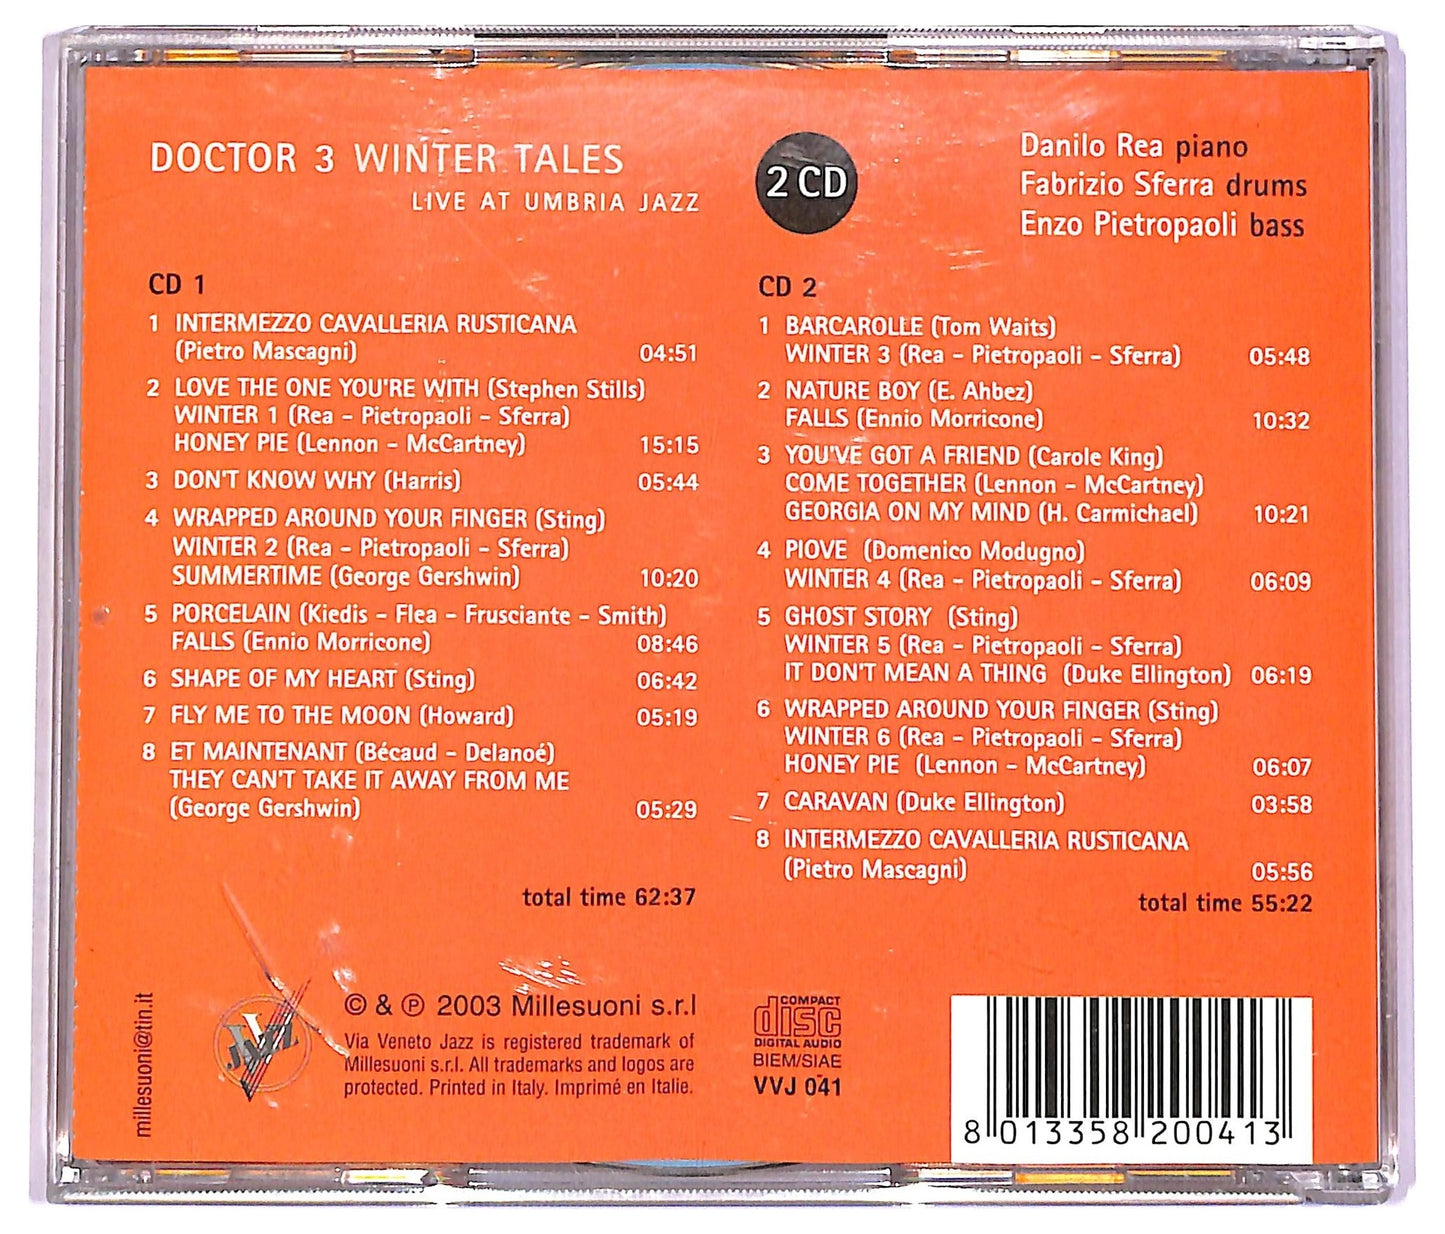 DOCTOR 3 WINTER TALES
LIVE AT UMBRIA JAZZ
2 CD
Danilo Rea piano
Fabrizio Sferra drums
Enzo Pietropaoli bass
CD 1
1 INTERMEZZO CAVALLERIA RUSTICANA
(Pietro Mascagni) 04:51
2 LOVE THE ONE YOU'RE WITH (Stephen Stills)
WINTER 1 (Rea - Pietropaoli - Sferra)
HONEY PIE (Lennon - McCartney) 15:15
3 DON'T KNOW WHY (Harris) 05:44
4 WRAPPED AROUND YOUR FINGER (Sting)
WINTER 2 (Rea - Pietropaoli - Sferra)
SUMMERTIME (George Gershwin) 10:20
5 PORCELAIN (Kiedis - Flea - Frusciante - Smith)
FALLS (Ennio Morricone) 08:46
6 SHAPE OF MY HEART (Sting) 06:42
7 FLY ME TO THE MOON (Howard) 05:19
8 ET MAINTENANT (Bécaud - Delanoé)
THEY CAN'T TAKE IT AWAY FROM ME
(George Gershwin) 05:29
total time 62:37
CD 2
1 BARCAROLLE (Tom Waits)
WINTER 3 (Rea - Pietropaoli - Sferra) 05:48
2 NATURE BOY (E. Ahbez)
FALLS (Ennio Morricone) 10:32
3 YOU'VE GOT A FRIEND (Carole King)
COME TOGETHER (Lennon - McCartney)
GEORGIA ON MY MIND (H. Carmichael) 10:21
4 PIOVE (Domenico Modugno)
WINTER 4 (Rea - Pietropaoli - Sferra) 06:09
5 GHOST STORY (Sting)
WINTER 5 (Rea - Pietropaoli - Sferra)
IT DON'T MEAN A THING (Duke Ellington) 06:19
6 WRAPPED AROUND YOUR FINGER (Sting)
WINTER 6 (Rea - Pietropaoli - Sferra)
HONEY PIE (Lennon - McCartney) 06:07
7 CARAVAN (Duke Ellington) 03:58
8 INTERMEZZO CAVALLERIA RUSTICANA
(Pietro Mascagni) 05:56
total time 55:22
millesuoni@tin.it
V
JAZZ
© & ℗ 2003 Millesuoni s.r.l
Via Veneto Jazz is registered trademark of
Millesuoni s.r.l. All trademarks and logos are
protected. Printed in Italy. Imprimé en Italie.
COMPACT
disc
DIGITAL AUDIO
BIEM/SIAE
VVJ 041
8 013358 200413